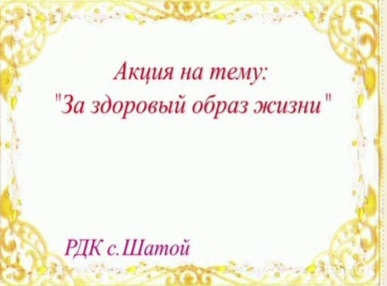 Акция на тему:
"За здоровый образ жизни"
РДК с.Шатой